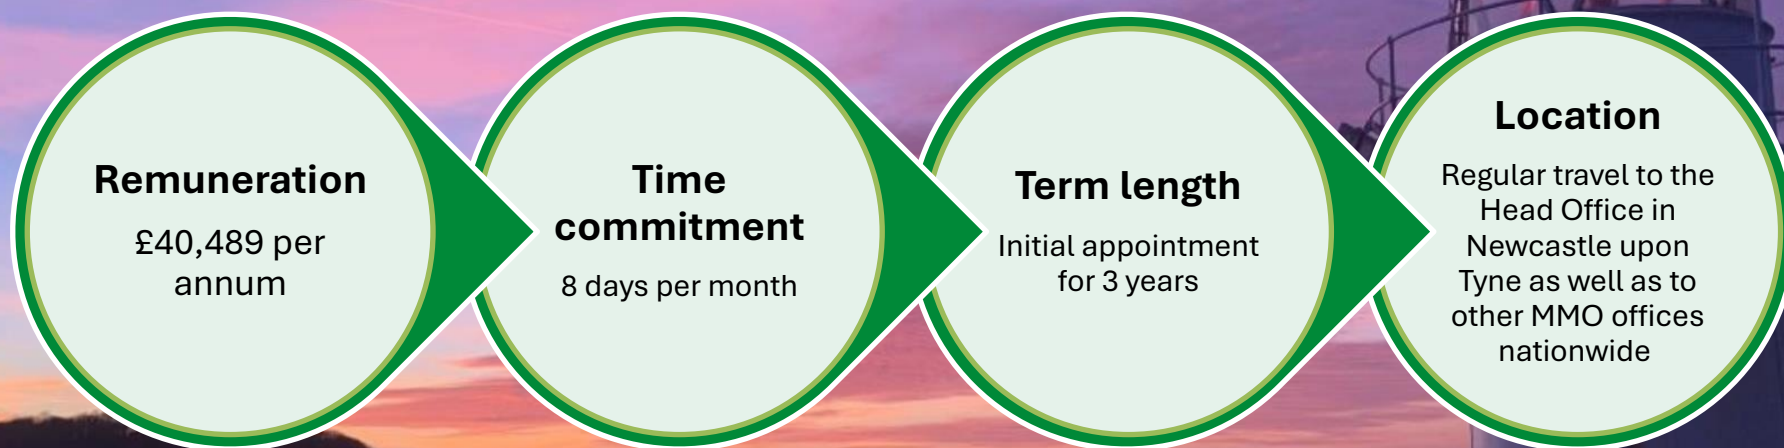 Remuneration
£40,489 per
annum
Time
commitment
8 days per month
Term length
Initial appointment
for 3 years
Location
Regular travel to the
Head Office in
Newcastle upon
Tyne as well as to
other MMO offices
nationwide